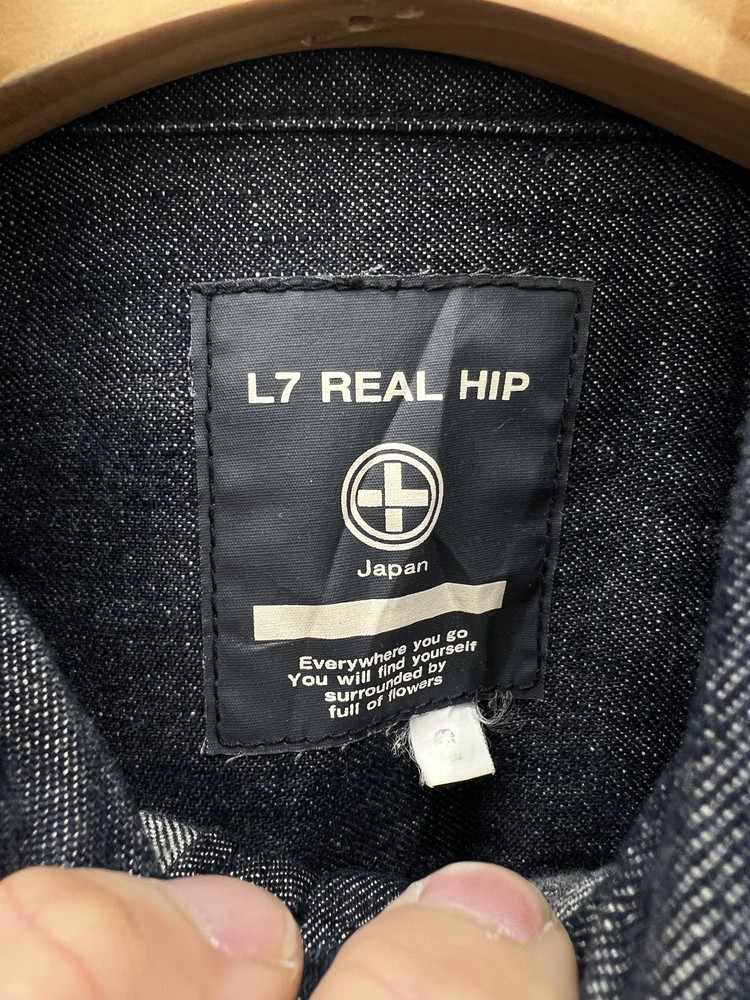 L7 REAL HIP
Japan
Everywhere you go
You will find yourself
surrounded by
full of flowers